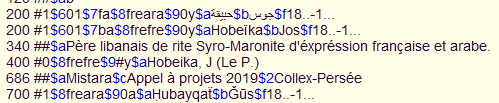 200 #1$601$7fa$8freara$90y$aحبيقة$bجوس$f18..-1...
200 #1$601$7ba$8frefre$90y$aHobeïka$bJos$f18..-1...
340 ##$aPère libanais de rite Syro-Maronite d'éxpréssion française et arabe.
400 #0$8frefre$9#y$aHobeika, J (Le P.)
686 ##$aMistara$cAppel à projets 2019$2Collex-Persée
700 #1$8freara$90a$aḤubayqaẗ$bǦūs$f18..-1...